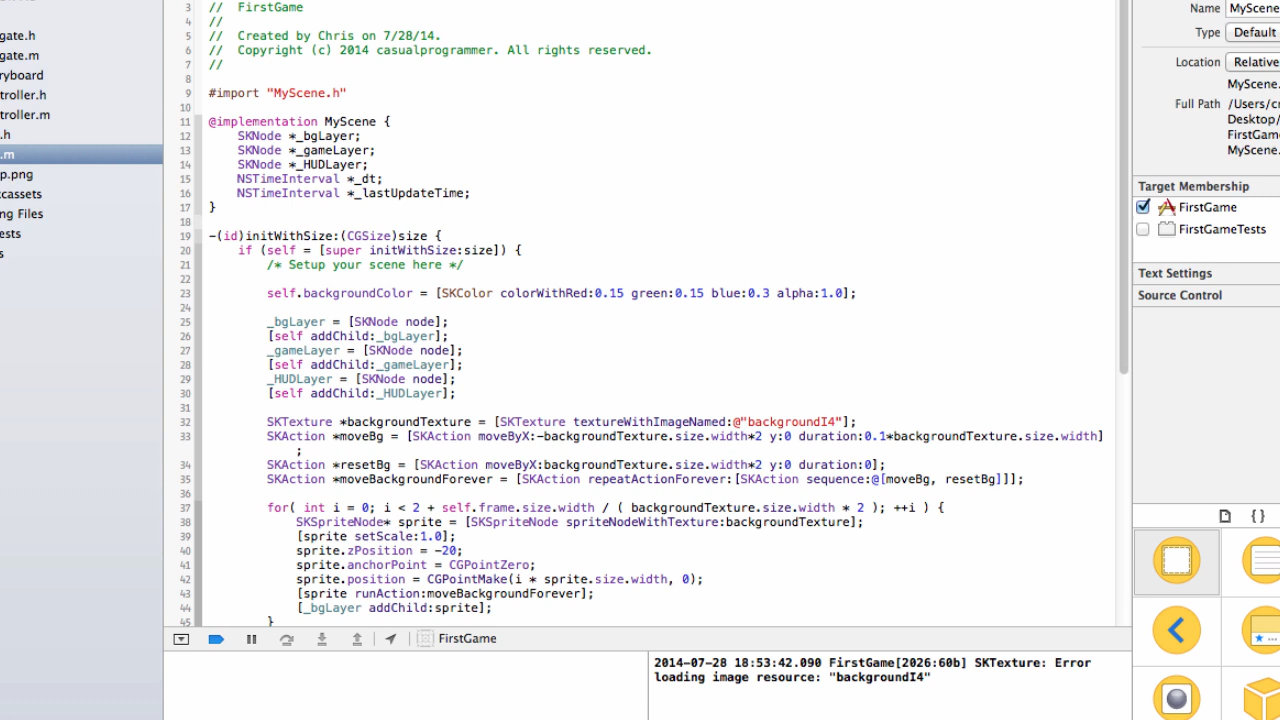 gate.h
gate.m
ryboard
troller.h
troller.m
.h
.m
p.png
cassets
ng Files
ests
s
3 // FirstGame
4 //
5 // Created by Chris on 7/28/14.
6 // Copyright (c) 2014 casualprogrammer. All rights reserved.
7 //
8
9 #import "MyScene.h"
10
11 @implementation MyScene {
12 SKNode *_bgLayer;
13 SKNode *_gameLayer;
14 SKNode *_HUDLayer;
15 NSTimeInterval *_dt;
16 NSTimeInterval *_lastUpdateTime;
17 }
18
19 -(id)initWithSize:(CGSize)size {
20 if (self = [super initWithSize:size]) {
21 /* Setup your scene here */
22
23 self.backgroundColor = [SKColor colorWithRed:0.15 green:0.15 blue:0.3 alpha:1.0];
24
25 _bgLayer = [SKNode node];
26 [self addChild:_bgLayer];
27 _gameLayer = [SKNode node];
28 [self addChild:_gameLayer];
29 _HUDLayer = [SKNode node];
30 [self addChild:_HUDLayer];
31
32 SKTexture *backgroundTexture = [SKTexture textureWithImageNamed:@"backgroundI4"];
33 SKAction *moveBg = [SKAction moveByX:-backgroundTexture.size.width*2 y:0 duration:0.1*backgroundTexture.size.width]
;
34 SKAction *resetBg = [SKAction moveByX:backgroundTexture.size.width*2 y:0 duration:0];
35 SKAction *moveBackgroundForever = [SKAction repeatActionForever:[SKAction sequence:@[moveBg, resetBg]]];
36
37 for( int i = 0; i < 2 + self.frame.size.width / ( backgroundTexture.size.width * 2 ); ++i ) {
38 SKSpriteNode* sprite = [SKSpriteNode spriteNodeWithTexture:backgroundTexture];
39 [sprite setScale:1.0];
40 sprite.zPosition = -20;
41 sprite.anchorPoint = CGPointZero;
42 sprite.position = CGPointMake(i * sprite.size.width, 0);
43 [sprite runAction:moveBackgroundForever];
44 [_bgLayer addChild:sprite];
45 }
FirstGame
2014-07-28 18:53:42.090 FirstGame[2026:60b] SKTexture: Error
loading image resource: "backgroundI4"
Name MyScene
Type Default
Location Relative
MyScene.
Full Path /Users/c
Desktop/
FirstGam
MyScene.
Target Membership
FirstGame
FirstGameTests
Text Settings
Source Control
{ }